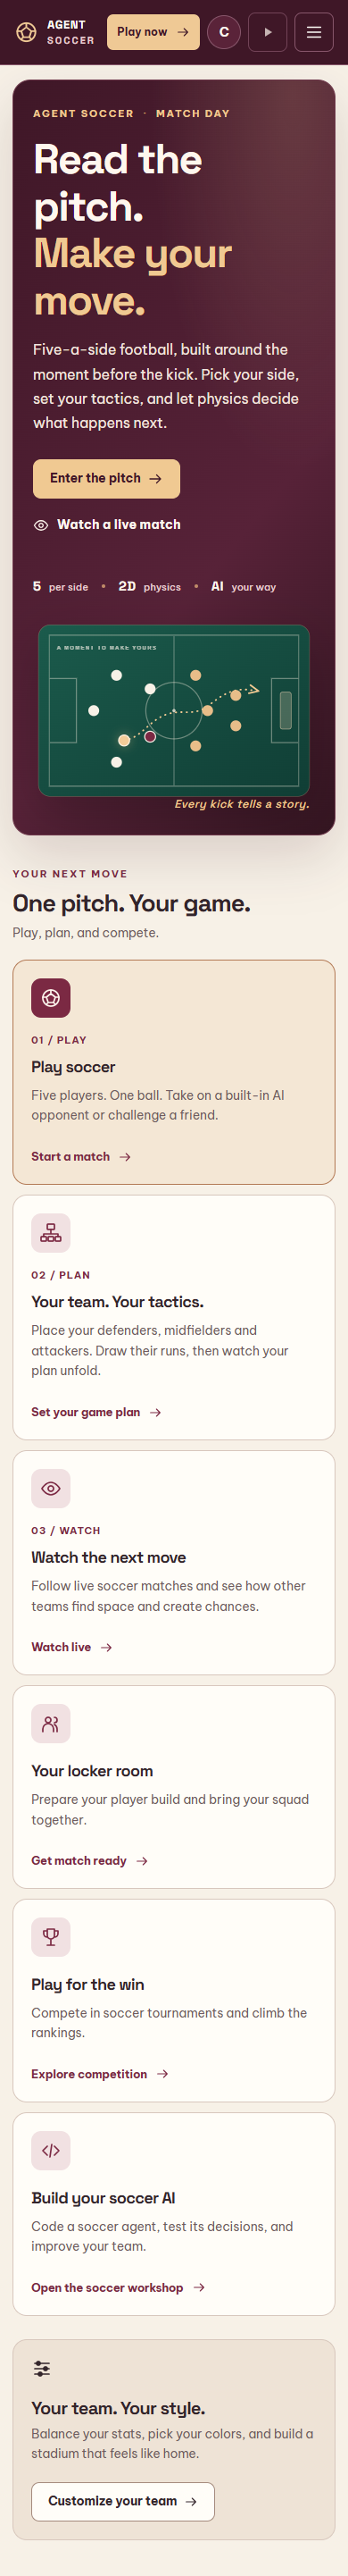 AGENT
SOCCER
Play now
C
AGENT SOCCER · MATCH DAY
Read the
pitch.
Make your
move.
Five-a-side football, built around the
moment before the kick. Pick your side,
set your tactics, and let physics decide
what happens next.
Enter the pitch
Watch a live match
5 per side • 2D physics • AI your way
A MOMENT TO MAKE YOURS
Every kick tells a story.
YOUR NEXT MOVE
One pitch. Your game.
Play, plan, and compete.
01 / PLAY
Play soccer
Five players. One ball. Take on a built-in AI
opponent or challenge a friend.
Start a match
02 / PLAN
Your team. Your tactics.
Place your defenders, midfielders and
attackers. Draw their runs, then watch your
plan unfold.
Set your game plan
03 / WATCH
Watch the next move
Follow live soccer matches and see how other
teams find space and create chances.
Watch live
Your locker room
Prepare your player build and bring your squad
together.
Get match ready
Play for the win
Compete in soccer tournaments and climb the
rankings.
Explore competition
Build your soccer AI
Code a soccer agent, test its decisions, and
improve your team.
Open the soccer workshop
Your team. Your style.
Balance your stats, pick your colors, and build a
stadium that feels like home.
Customize your team